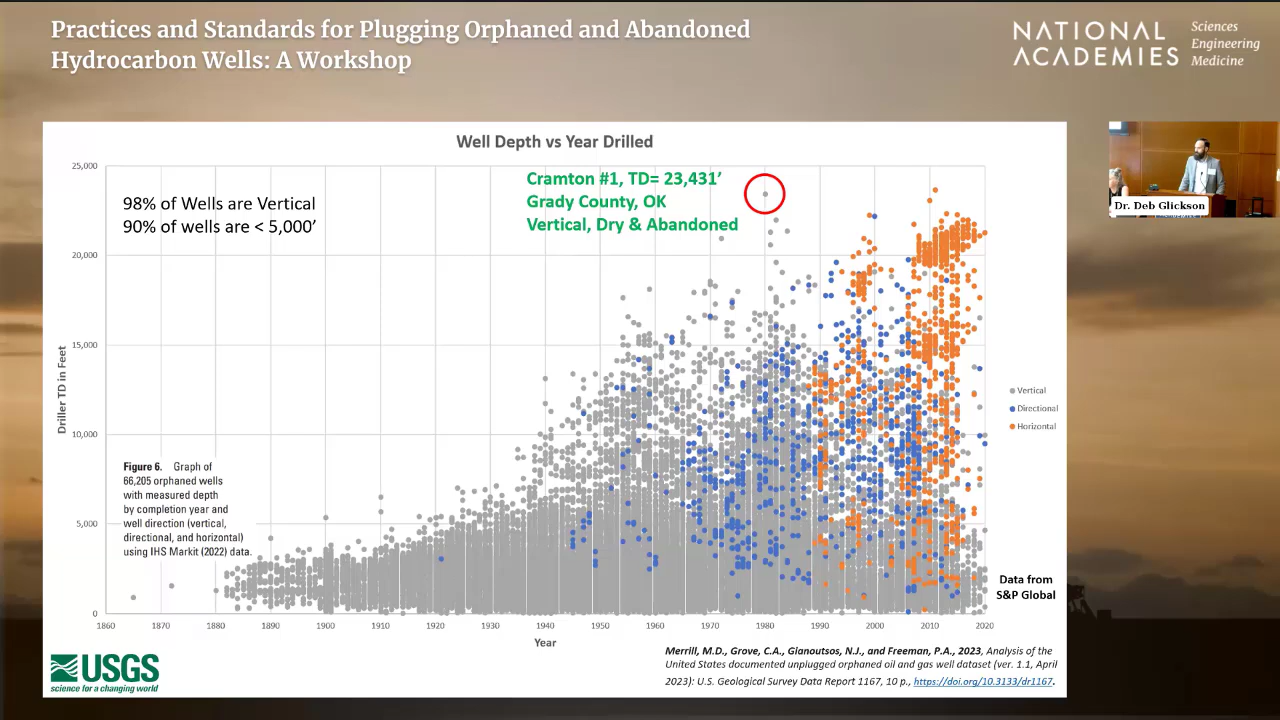 Practices and Standards for Plugging Orphaned and Abandoned
Hydrocarbon Wells: A Workshop
NATIONAL
ACADEMIES
Sciences
Engineering
Medicine
Well Depth vs Year Drilled
98% of Wells are Vertical
90% of wells are < 5,000’
Cramton #1, TD= 23,431’
Grady County, OK
Vertical, Dry & Abandoned
Dr. Deb Glickson
25,000
20,000
15,000
10,000
5,000
0
Driller TD in Feet
Vertical
Directional
Horizontal
Figure 6. Graph of
66,205 orphaned wells
with measured depth
by completion year and
well direction (vertical,
directional, and horizontal)
using IHS Markit (2022) data.
Data from
S&P Global
1860 1870 1880 1890 1900 1910 1920 1930 1940 1950 1960 1970 1980 1990 2000 2010 2020
Year
USGS
science for a changing world
Merrill, M.D., Grove, C.A., Gianoutsos, N.J., and Freeman, P.A., 2023, Analysis of the
United States documented unplugged orphaned oil and gas well dataset (ver. 1.1, April
2023): U.S. Geological Survey Data Report 1167, 10 p., https://doi.org/10.3133/dr1167.